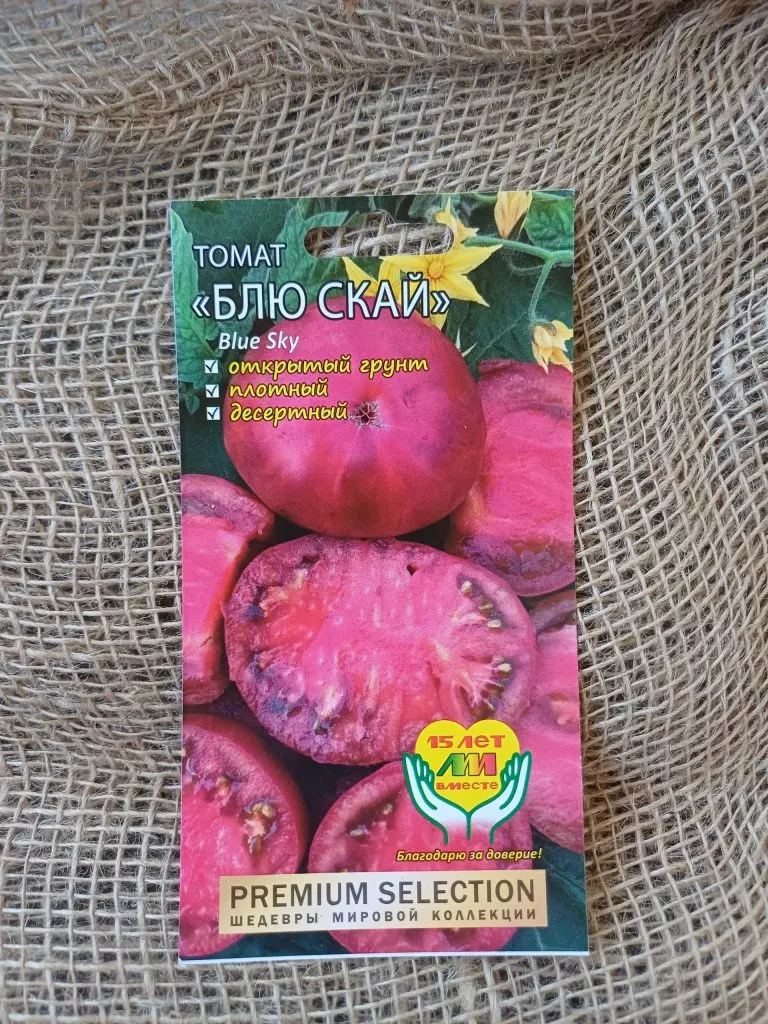 ТОМАТ
«БЛЮ СКАЙ»
Blue Sky
открытый грунт
плотный
десертный
15 лет
ЛИ
вместе
Благодарю за доверие!
PREMIUM SELECTION
ШЕДЕВРЫ МИРОВОЙ КОЛЛЕКЦИИ